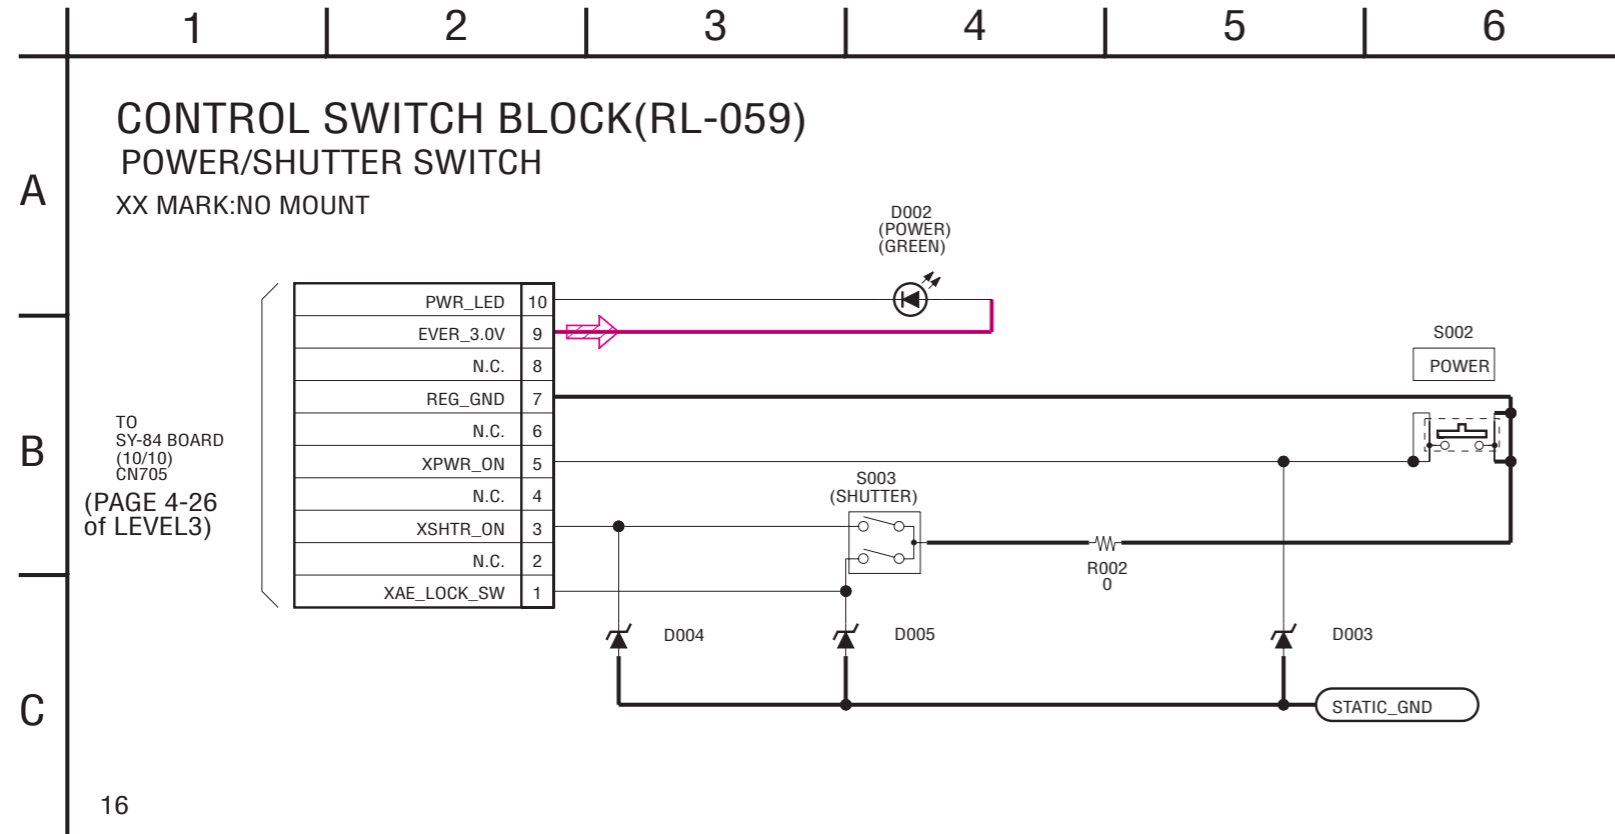 1 2 3 4 5 6
CONTROL SWITCH BLOCK(RL-059)
POWER/SHUTTER SWITCH
A
XX MARK:NO MOUNT
D002
(POWER)
(GREEN)
PWR_LED 10
EVER_3.0V 9
N.C. 8
REG_GND 7
N.C. 6
XPWR_ON 5
N.C. 4
XSHTR_ON 3
N.C. 2
XAE_LOCK_SW 1
S002
POWER
B
TO
SY-84 BOARD
(10/10)
CN705
(PAGE 4-26
of LEVEL3)
S003
(SHUTTER)
R002
0
D004
D005
D003
C
STATIC_GND
16